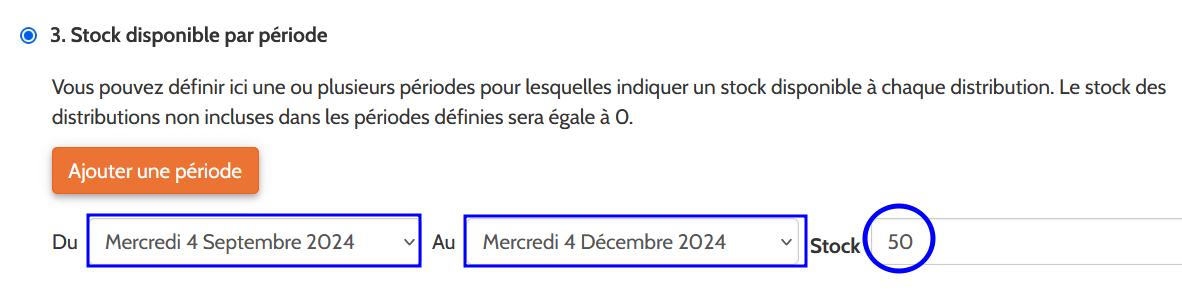 3. Stock disponible par période
Vous pouvez définir ici une ou plusieurs périodes pour lesquelles indiquer un stock disponible à chaque distribution. Le stock des
distributions non incluses dans les périodes définies sera égale à 0.
Ajouter une période
Du Mercredi 4 Septembre 2024 Au Mercredi 4 Décembre 2024 Stock 50